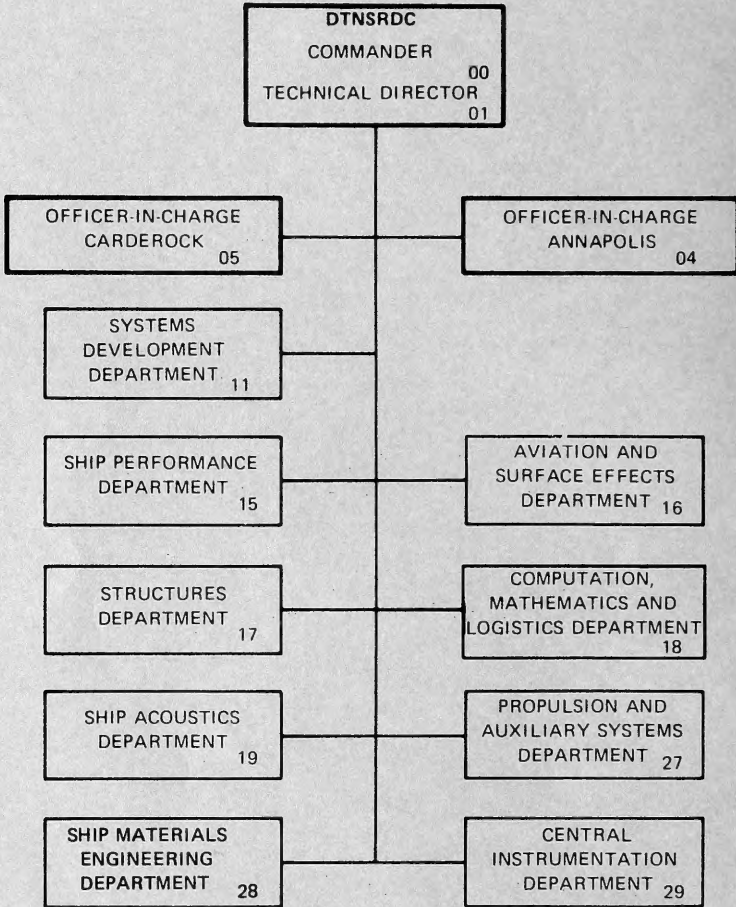 DTNSRDC
COMMANDER
00
TECHNICAL DIRECTOR
01
OFFICER-IN-CHARGE
CARDEROCK
05
OFFICER-IN-CHARGE
ANNAPOLIS
04
SYSTEMS
DEVELOPMENT
DEPARTMENT
11
SHIP PERFORMANCE
DEPARTMENT
15
AVIATION AND
SURFACE EFFECTS
DEPARTMENT
16
STRUCTURES
DEPARTMENT
17
COMPUTATION,
MATHEMATICS AND
LOGISTICS DEPARTMENT
18
SHIP ACOUSTICS
DEPARTMENT
19
PROPULSION AND
AUXILIARY SYSTEMS
DEPARTMENT
27
SHIP MATERIALS
ENGINEERING
DEPARTMENT
28
CENTRAL
INSTRUMENTATION
DEPARTMENT
29